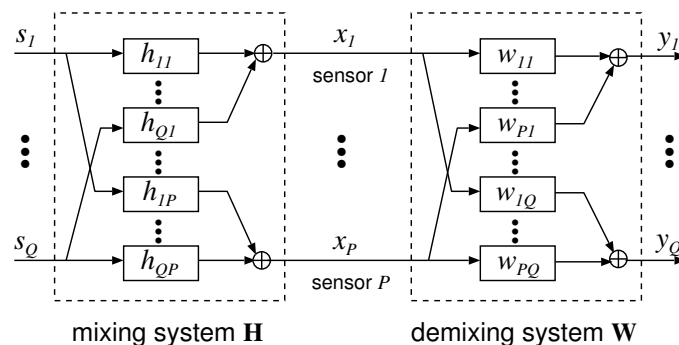 s1 h11 x1 w11 y1
sensor 1
hQ1 wP1
h1P w1Q
sQ hQP xP wPQ yQ
sensor P
mixing system H demixing system W